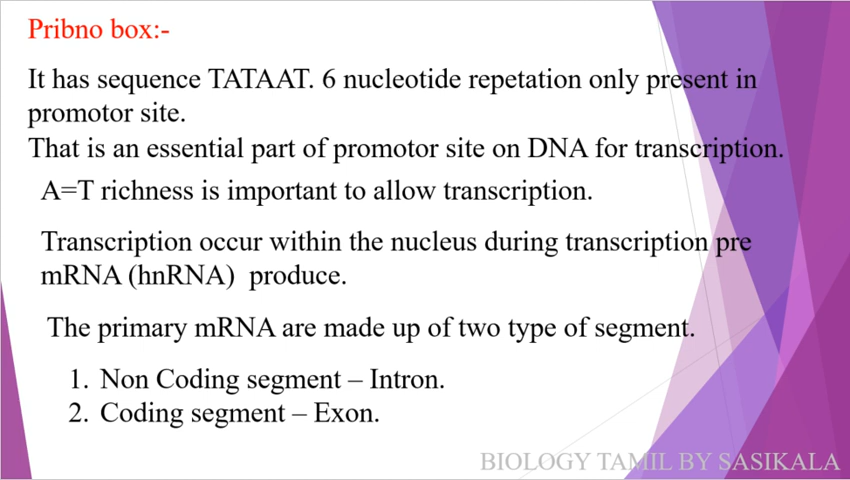 Pribno box:-
It has sequence TATAAT. 6 nucleotide repetation only present in
promotor site.
That is an essential part of promotor site on DNA for transcription.
A=T richness is important to allow transcription.
Transcription occur within the nucleus during transcription pre
mRNA (hnRNA) produce.
The primary mRNA are made up of two type of segment.
1. Non Coding segment – Intron.
2. Coding segment – Exon.
BIOLOGY TAMIL BY SASIKALA